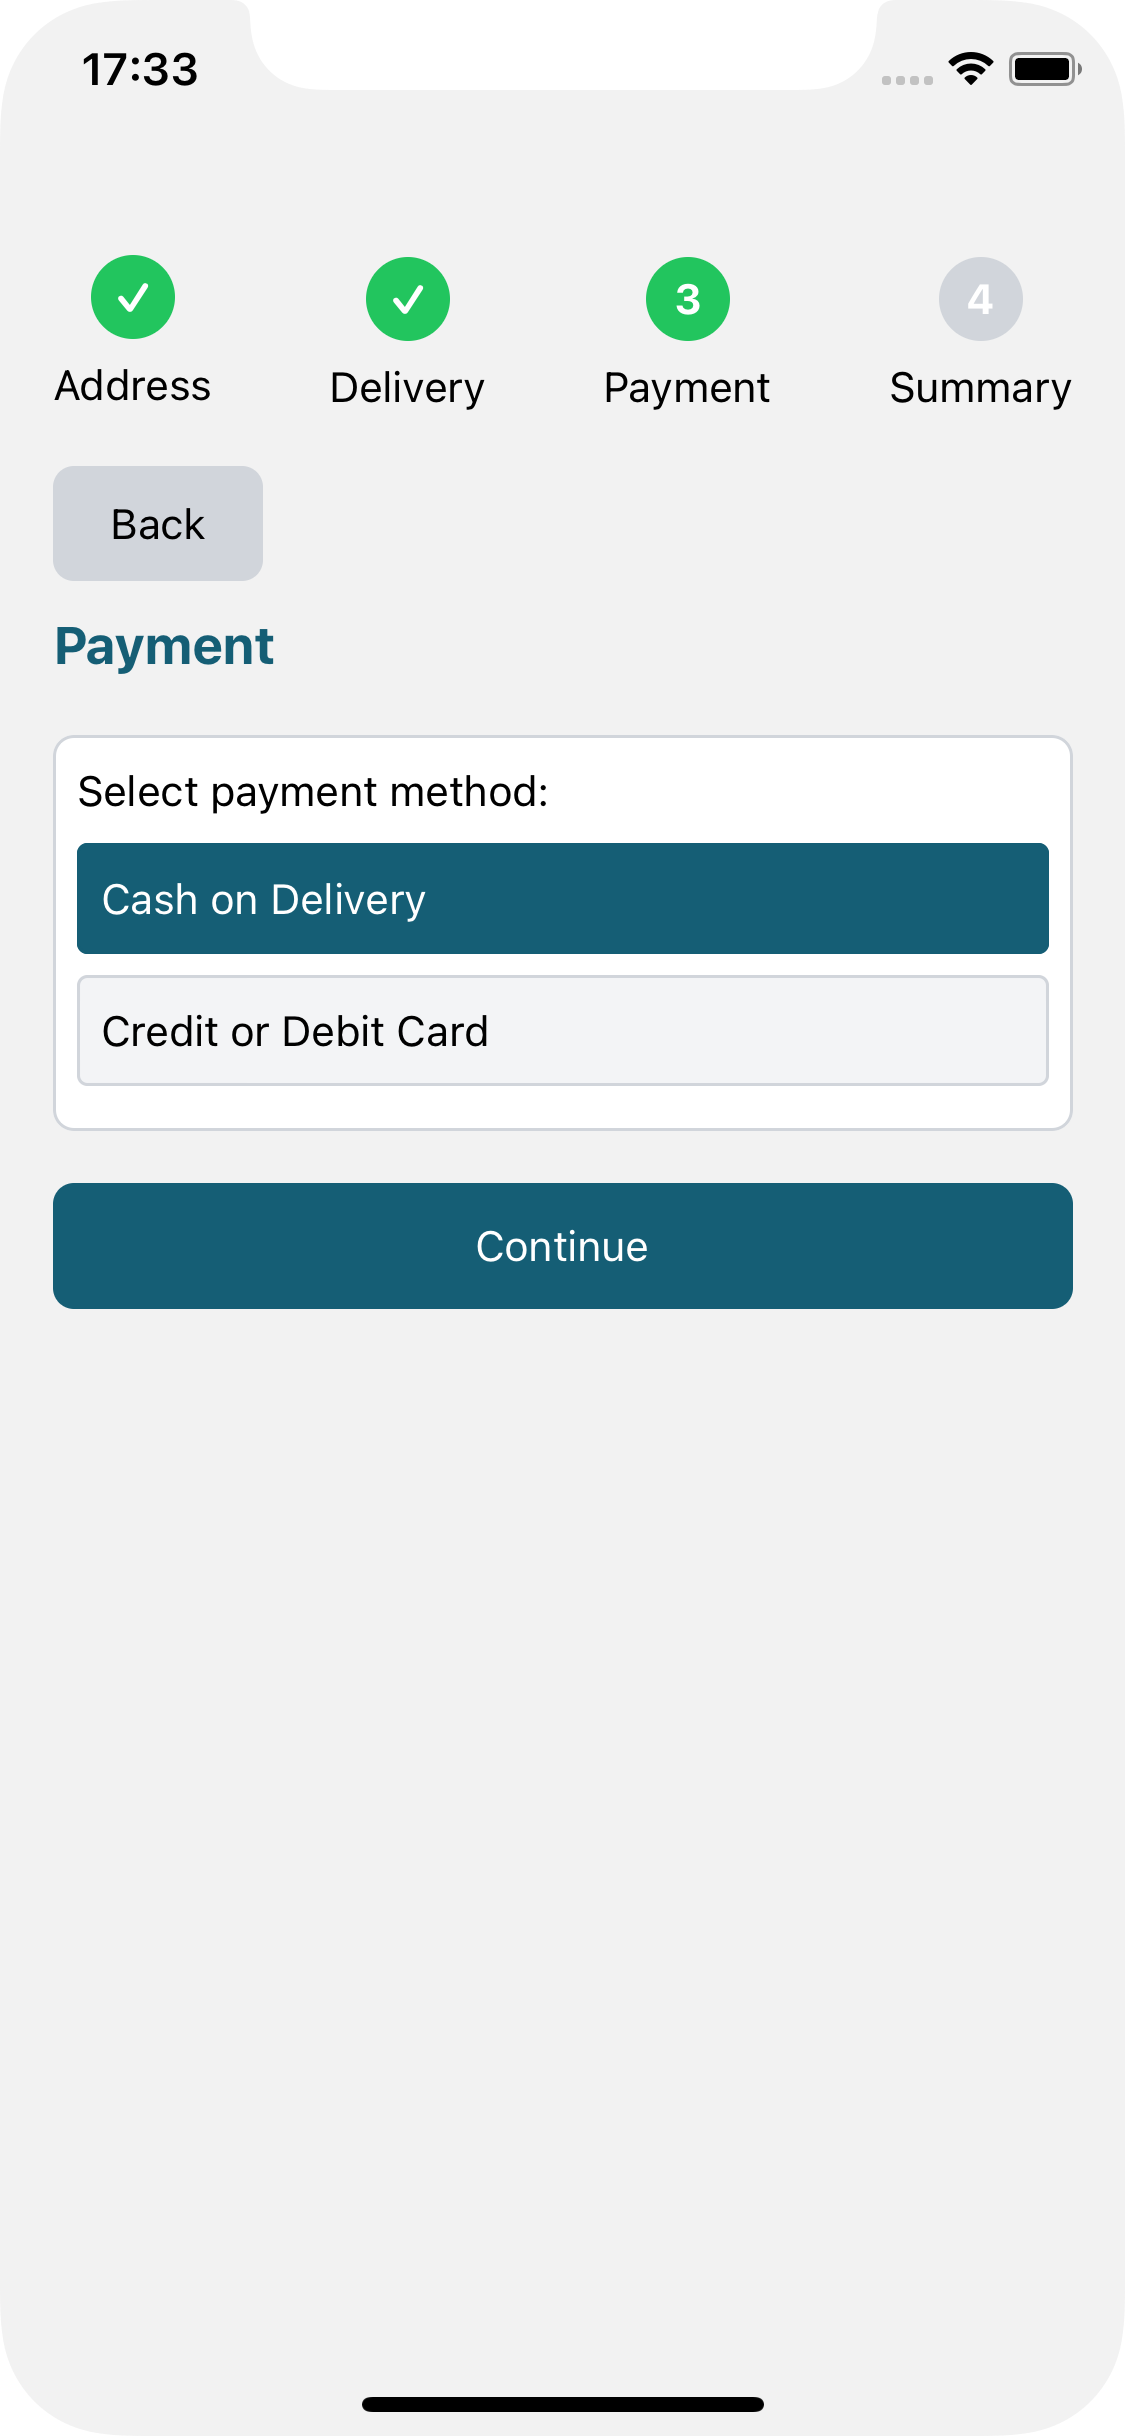 17:33
3
4
Address
Delivery
Payment
Summary
Back
Payment
Select payment method:
Cash on Delivery
Credit or Debit Card
Continue